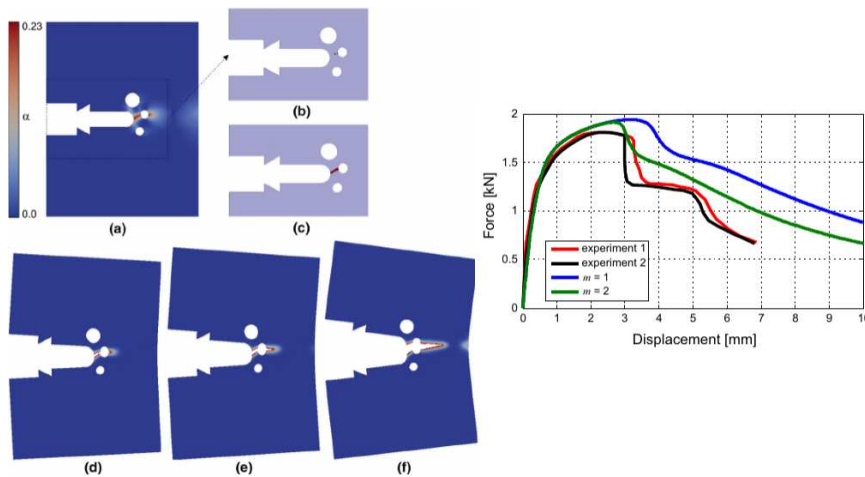 0.23
α
0.0
(a)
(b)
(c)
(d)
(e)
(f)
2
1.5
1
0.5
0
Force [kN]
experiment 1
experiment 2
m = 1
m = 2
0 1 2 3 4 5 6 7 8 9 10
Displacement [mm]